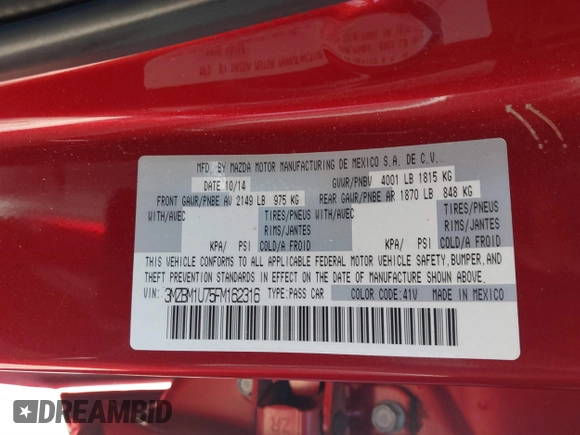 MFD. BY MAZDA MOTOR MANUFACTURING DE MEXICO S.A. DE C.V.
DATE 10/14 GVWR/PNBV 4001 LB 1815 KG
FRONT GAWR/PNBE AV 2149 LB 975 KG REAR GAWR/PNBE AR 1870 LB 848 KG
WITH/AVEC TIRES/PNEUS WITH/AVEC TIRES/PNEUS
RIMS/JANTES RIMS/JANTES
KPA/ PSI COLD/A FROID KPA/ PSI COLD/A FROID
THIS VEHICLE CONFORMS TO ALL APPLICABLE FEDERAL MOTOR VEHICLE SAFETY, BUMPER, AND
THEFT PREVENTION STANDARDS IN EFFECT ON THE DATE OF MANUFACTURE SHOWN ABOVE.
VIN: 3MZBM1U75FM162316 TYPE:PASS CAR COLOR CODE:41V MADE IN MEXICO
DREAMBID